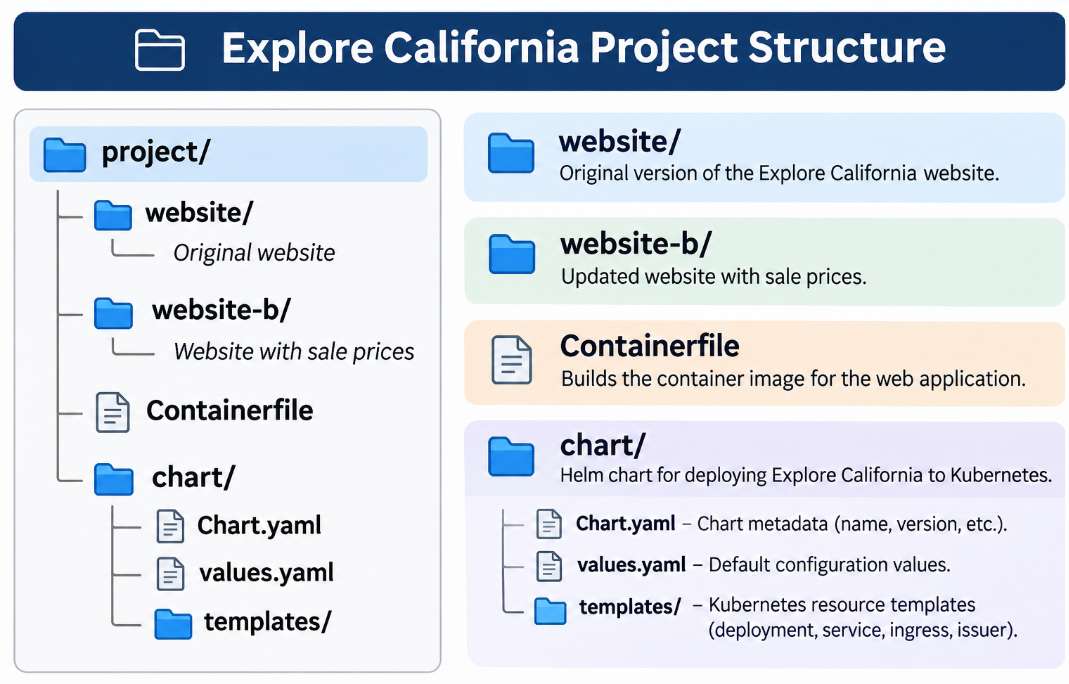 Explore California Project Structure
project/
website/
Original website
website-b/
Website with sale prices
Containerfile
chart/
Chart.yaml
values.yaml
templates/
website/
Original version of the Explore California website.
website-b/
Updated website with sale prices.
Containerfile
Builds the container image for the web application.
chart/
Helm chart for deploying Explore California to Kubernetes.
Chart.yaml – Chart metadata (name, version, etc.).
values.yaml – Default configuration values.
templates/ – Kubernetes resource templates
(deployment, service, ingress, issuer).